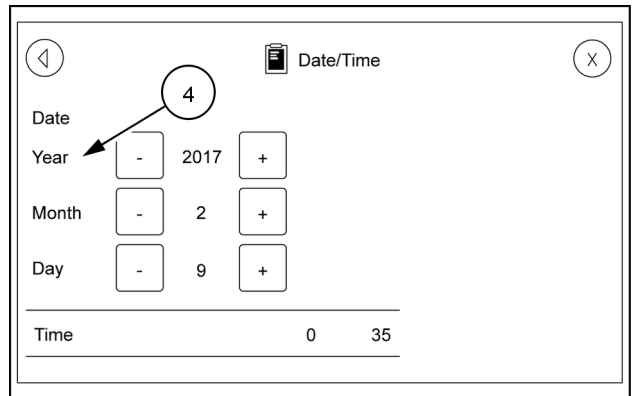 Date/Time
X
4
Date
Year - 2017 +
Month - 2 +
Day - 9 +
Time 0 35